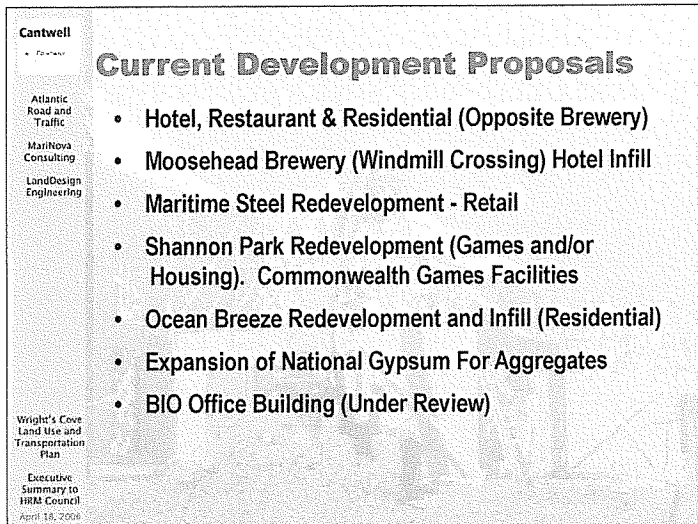 Cantwell
Current Development Proposals
Atlantic
Road and
Traffic
MariNova
Consulting
LandDesign
Engineering
• Hotel, Restaurant & Residential (Opposite Brewery)
• Moosehead Brewery (Windmill Crossing) Hotel Infill
• Maritime Steel Redevelopment - Retail
• Shannon Park Redevelopment (Games and/or
Housing). Commonwealth Games Facilities
• Ocean Breeze Redevelopment and Infill (Residential)
• Expansion of National Gypsum For Aggregates
• BIO Office Building (Under Review)
Wright's Cove
Land Use and
Transportation
Plan
Executive
Summary to
HRM Council
April 18, 2006